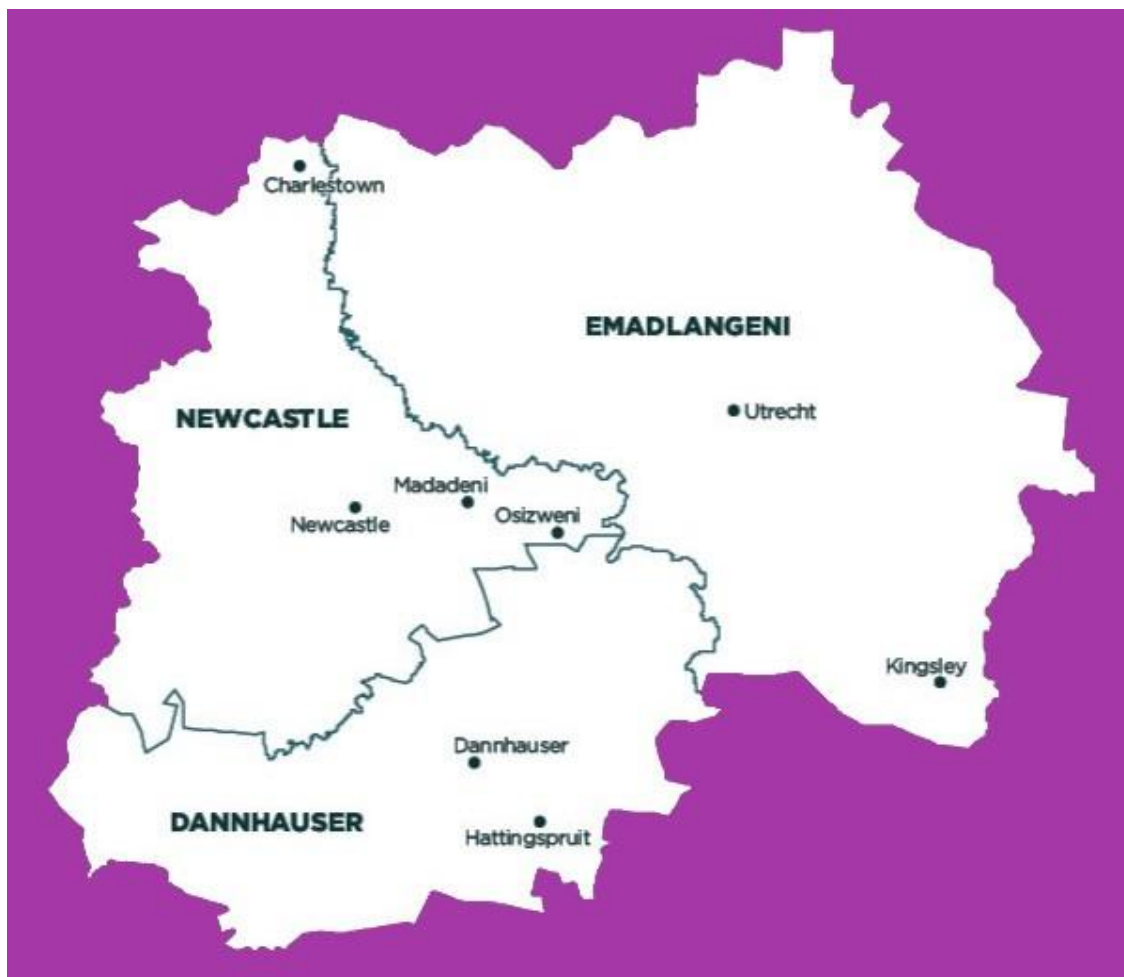 Charlestown
EMADLANGENI
Utrecht
NEWCASTLE
Madadeni
Newcastle
Osizweni
Kingsley
Dannhauser
DANNHAUSER
Hattingspruit